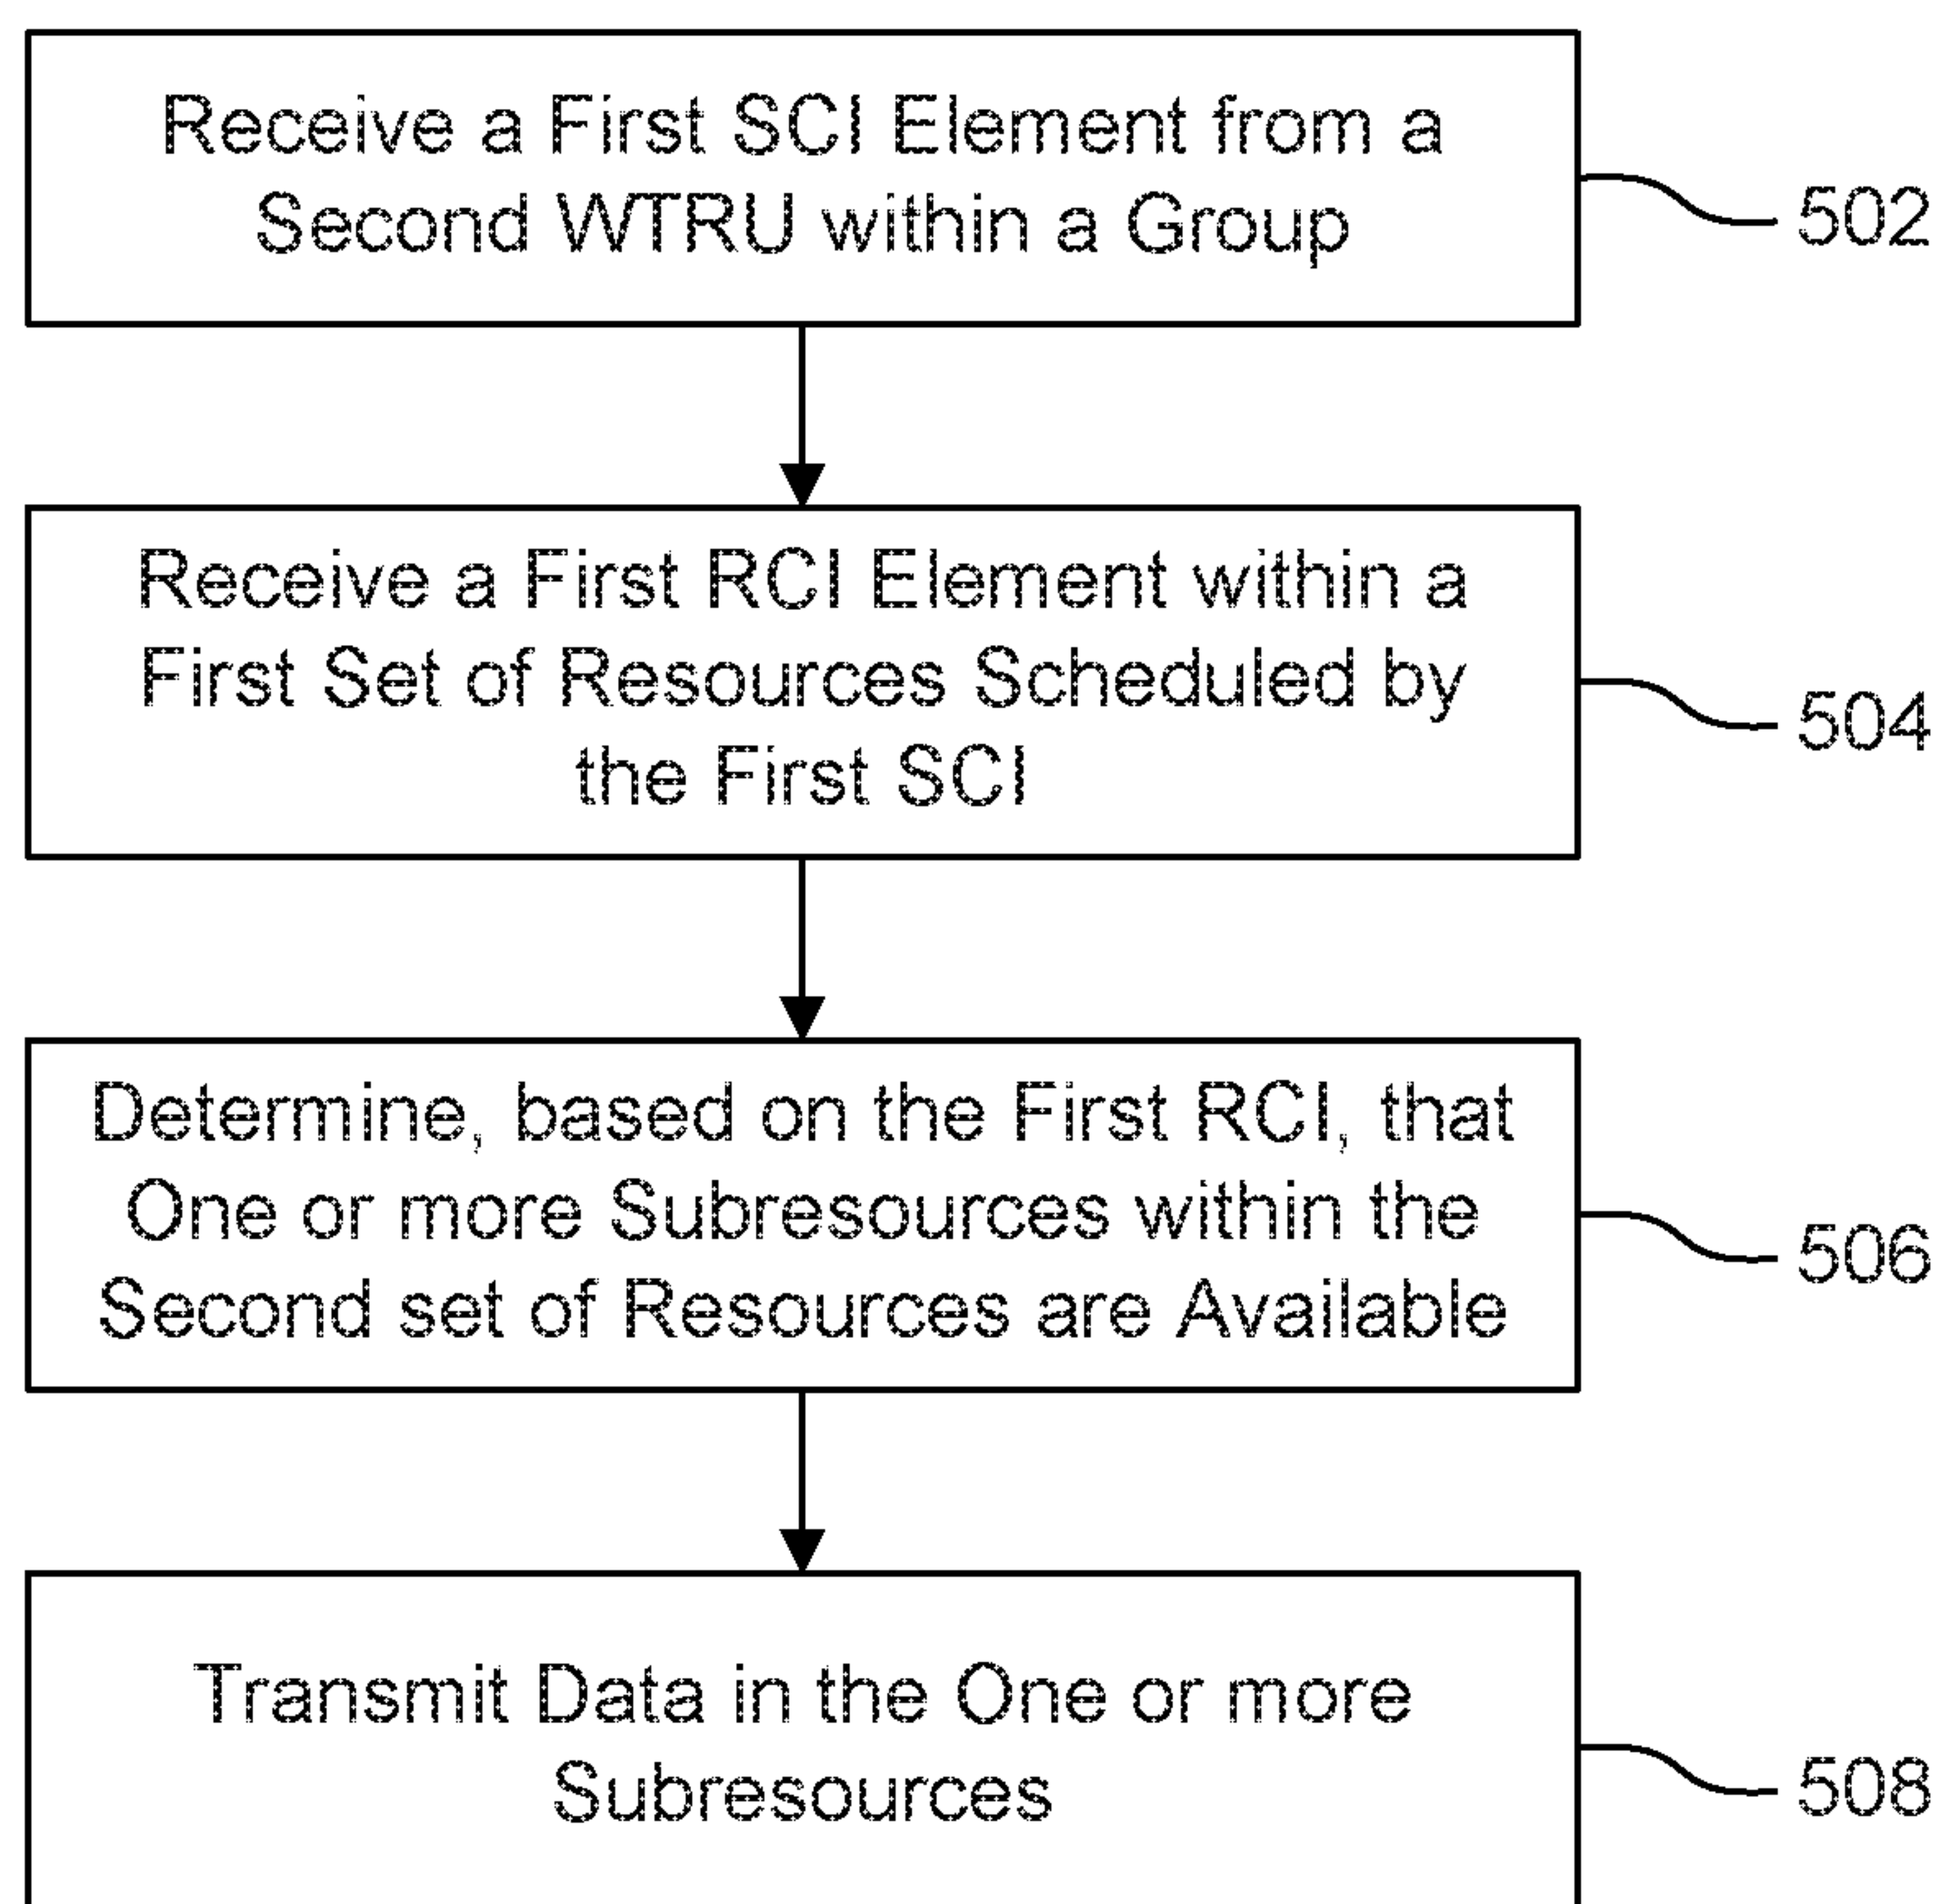 Receive a First SCI Element from a
Second WTRU within a Group
502
Receive a First RCI Element within a
First Set of Resources Scheduled by
the First SCI
504
Determine, based on the First RCI, that
One or more Subresources within the
Second set of Resources are Available
506
Transmit Data in the One or more
Subresources
508